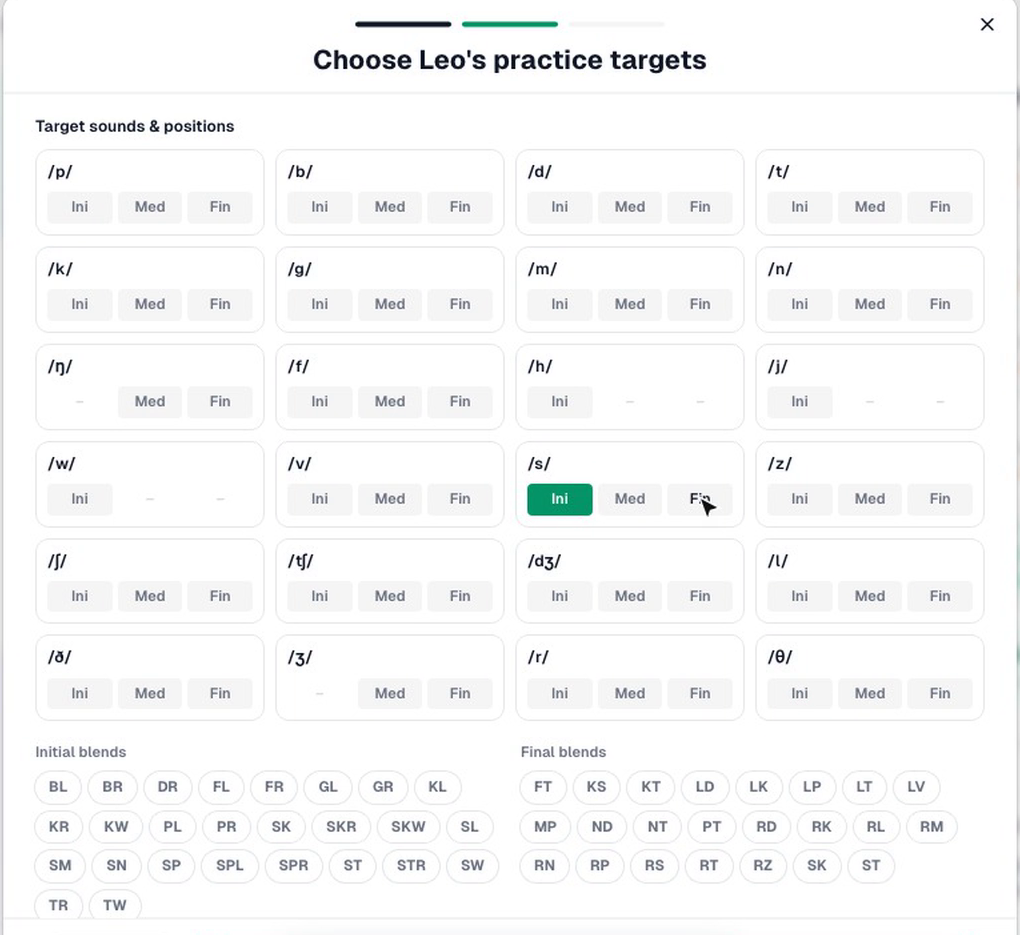 Choose Leo's practice targets
Target sounds & positions
/p/ /b/ /d/ /t/
Ini Med Fin Ini Med Fin Ini Med Fin Ini Med Fin
/k/ /g/ /m/ /n/
Ini Med Fin Ini Med Fin Ini Med Fin Ini Med Fin
/ŋ/ /f/ /h/ /j/
– Med Fin Ini Med Fin Ini – – Ini – –
/w/ /v/ /s/ /z/
Ini – – Ini Med Fin Ini Med Fin Ini Med Fin
/ʃ/ /tʃ/ /dʒ/ /l/
Ini Med Fin Ini Med Fin Ini Med Fin Ini Med Fin
/ð/ /ʒ/ /r/ /θ/
Ini Med Fin – Med Fin Ini Med Fin Ini Med Fin
Initial blends
BL BR DR FL FR GL GR KL
KR KW PL PR SK SKR SKW SL
SM SN SP SPL SPR ST STR SW
TR TW
Final blends
FT KS KT LD LK LP LT LV
MP ND NT PT RD RK RL RM
RN RP RS RT RZ SK ST